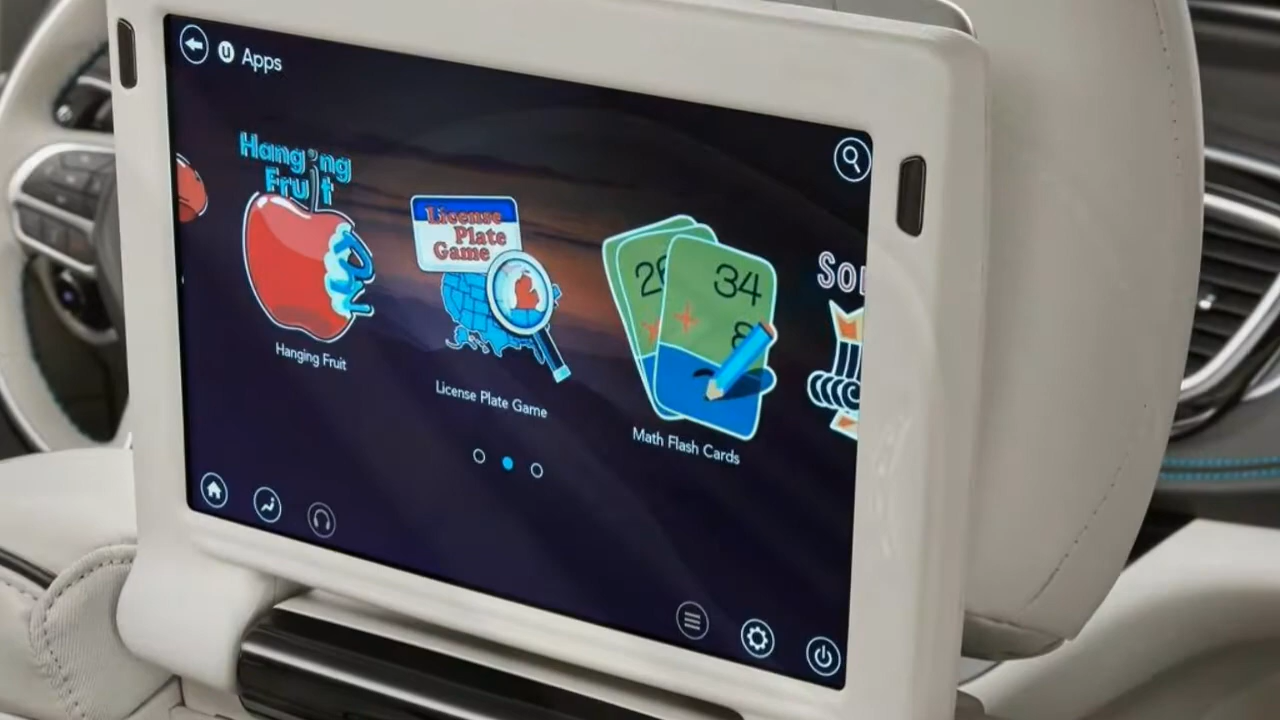 U Apps
Hanging
Fruit
Hanging Fruit
License
Plate
Game
License Plate Game
26
34
+
8
Math Flash Cards